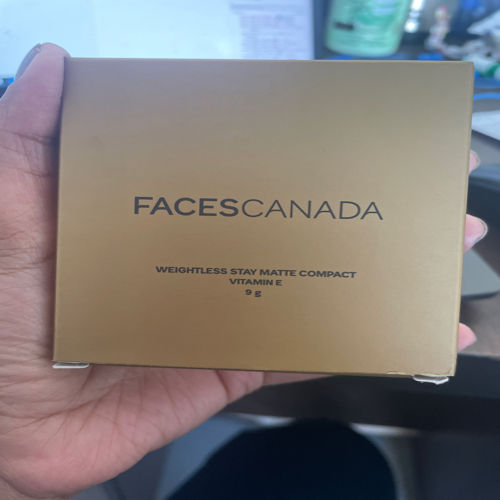 FACESCANADA
WEIGHTLESS STAY MATTE COMPACT
VITAMIN E
9 g